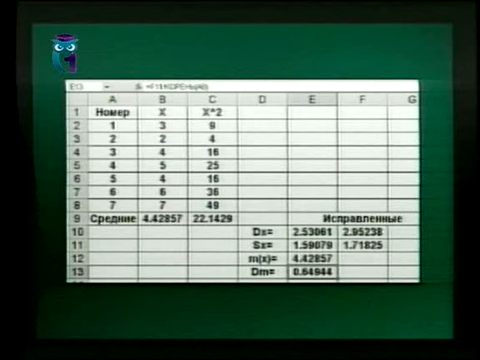 1
E13 =F11/КОРЕНЬ(A8)
A B C D E F G
1 Номер X X^2
2 1 3 9
3 2 2 4
4 3 4 16
5 4 5 25
6 5 4 16
7 6 6 36
8 7 7 49
9 Средние 4.42857 22.1429 Исправленные
10 Dx= 2.53061 2.95238
11 Sx= 1.59079 1.71825
12 m(x)= 4.42857
13 Dm= 0.64944